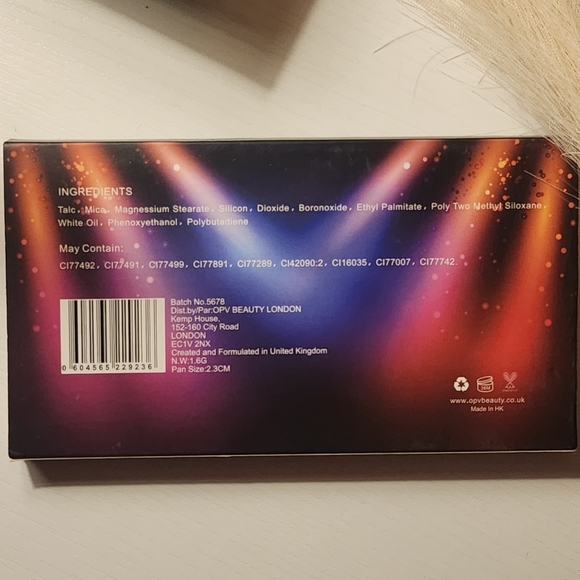 INGREDIENTS
Talc, Mica, Magnessium Stearate, Silicon, Dioxide, Boronoxide, Ethyl Palmitate, Poly Two Methyl Siloxane,
White Oil, Phenoxyethanol, Polybutediene
May Contain:
CI77492, CI77491, CI77499, CI77891, CI77289, CI42090:2, CI16035, CI77007, CI77742.
Batch No.5678
Dist.by/Par:OPV BEAUTY LONDON
Kemp House,
152-160 City Road
LONDON
EC1V 2NX
Created and Formulated in United Kingdom
N.W:1.6G
Pan Size:2.3CM
0 604565 229236
www.opvbeauty.co.uk
Made In HK